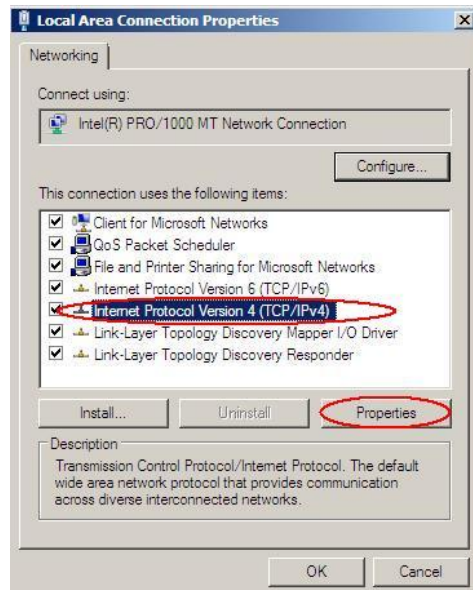 Local Area Connection Properties
Networking
Connect using:
Intel(R) PRO/1000 MT Network Connection
Configure...
This connection uses the following items:
Client for Microsoft Networks
QoS Packet Scheduler
File and Printer Sharing for Microsoft Networks
Internet Protocol Version 6 (TCP/IPv6)
Internet Protocol Version 4 (TCP/IPv4)
Link-Layer Topology Discovery Mapper I/O Driver
Link-Layer Topology Discovery Responder
Install...
Uninstall
Properties
Description
Transmission Control Protocol/Internet Protocol. The default
wide area network protocol that provides communication
across diverse interconnected networks.
OK
Cancel